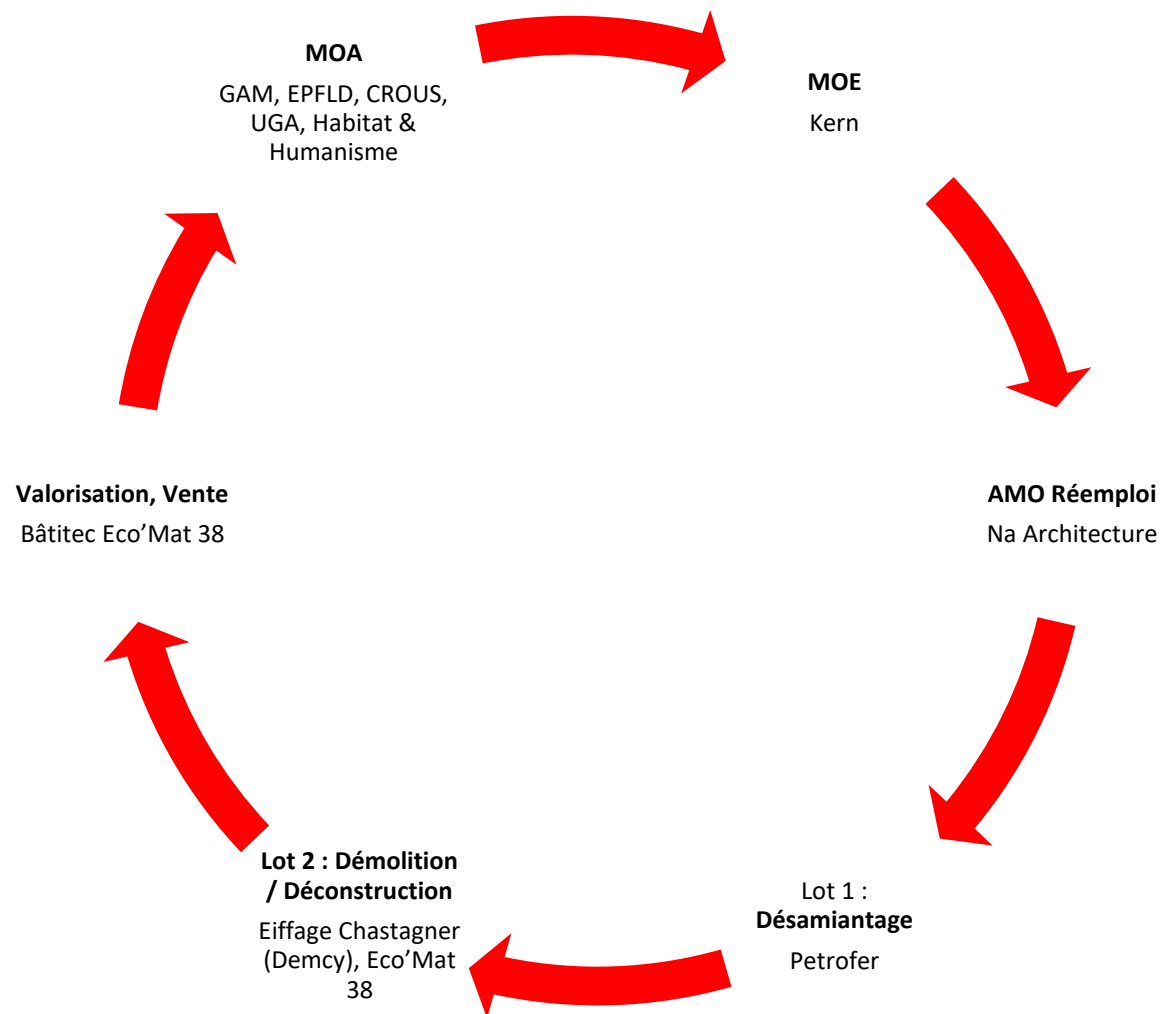 MOA
GAM, EPFLD, CROUS,
UGA, Habitat &
Humanisme
MOE
Kern
AMO Réemploi
Na Architecture
Lot 1 :
Désamiantage
Petrofer
Lot 2 : Démolition
/ Déconstruction
Eiffage Chastagner
(Demcy), Eco’Mat
38
Valorisation, Vente
Bâtitec Eco’Mat 38